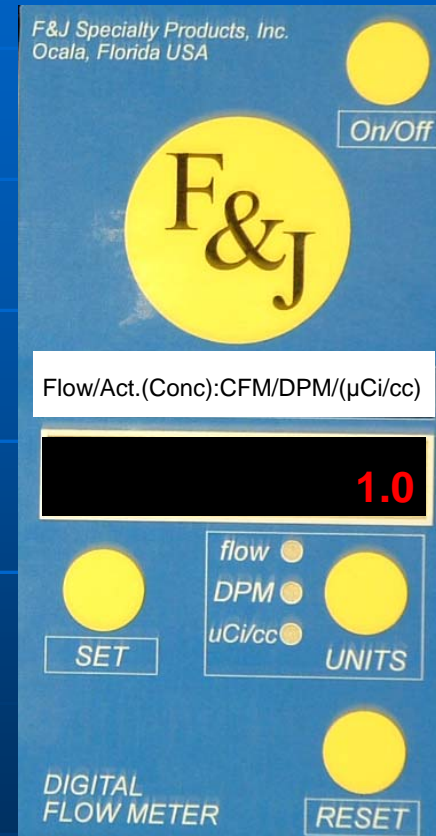 F&J Specialty Products, Inc.
Ocala, Florida USA
On/Off
F&J
Flow/Act.(Conc):CFM/DPM/(µCi/cc)
1.0
flow
DPM
uCi/cc
SET
UNITS
DIGITAL
FLOW METER
RESET